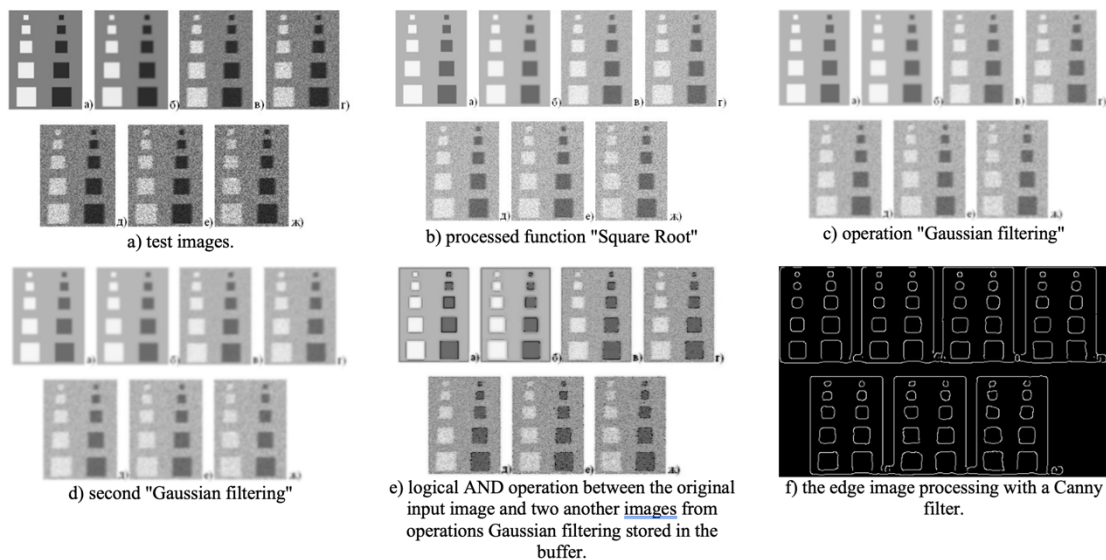 а) б) в) г)
а) б) в) г)
а) б) в) г)
д) е) ж)
д) е) ж)
д) е) ж)
a) test images.
b) processed function "Square Root"
c) operation "Gaussian filtering"
а) б) в) г)
а) б) в) г)
д) е) ж)
д) е) ж)
d) second "Gaussian filtering"
e) logical AND operation between the original
input image and two another images from
operations Gaussian filtering stored in the
buffer.
f) the edge image processing with a Canny
filter.